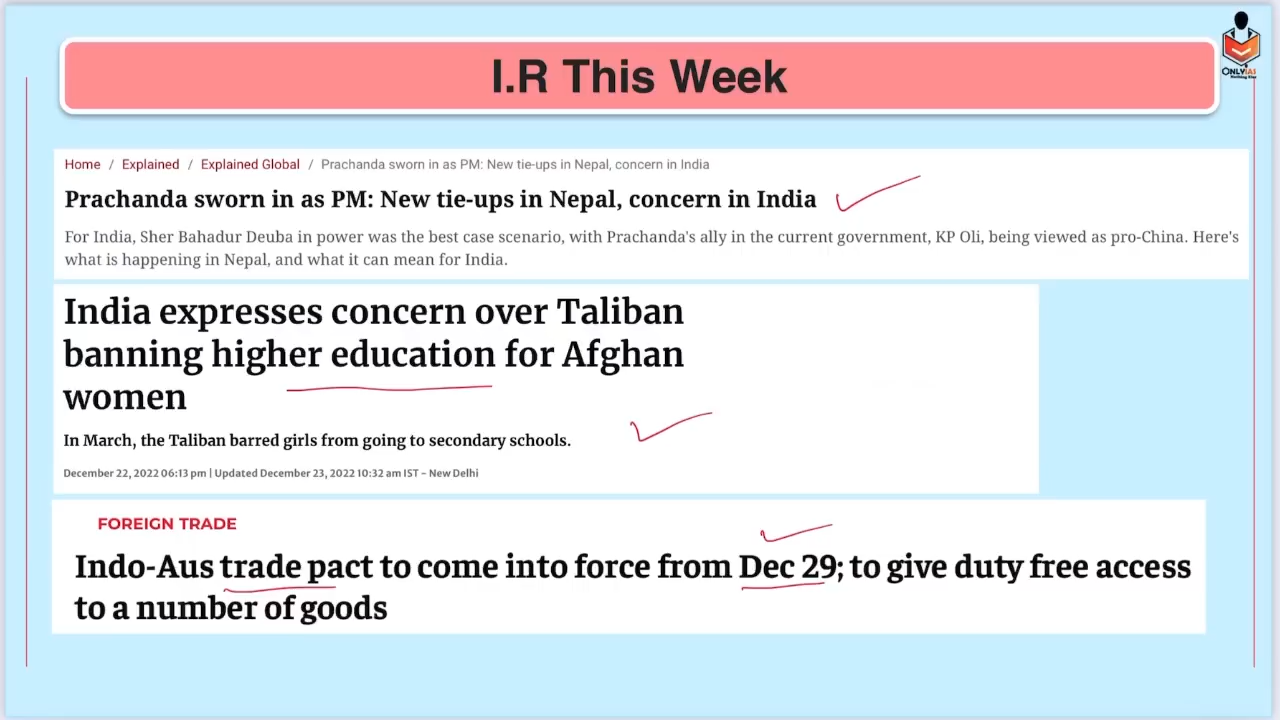 I.R This Week
ONLYIAS
Nothing Else
Home / Explained / Explained Global / Prachanda sworn in as PM: New tie-ups in Nepal, concern in India
Prachanda sworn in as PM: New tie-ups in Nepal, concern in India
For India, Sher Bahadur Deuba in power was the best case scenario, with Prachanda's ally in the current government, KP Oli, being viewed as pro-China. Here's
what is happening in Nepal, and what it can mean for India.
India expresses concern over Taliban
banning higher education for Afghan
women
In March, the Taliban barred girls from going to secondary schools.
December 22, 2022 06:13 pm | Updated December 23, 2022 10:32 am IST - New Delhi
FOREIGN TRADE
Indo-Aus trade pact to come into force from Dec 29; to give duty free access
to a number of goods